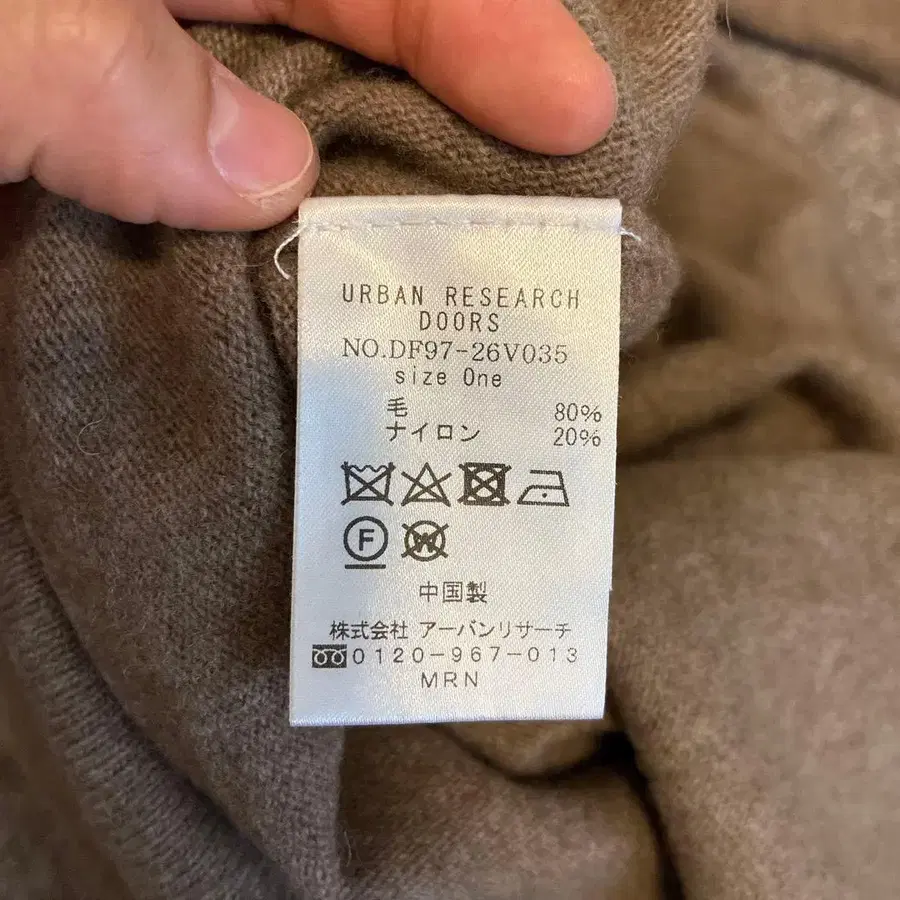 URBAN RESEARCH
DOORS
NO.DF97-26V035
size One
毛 80%
ナイロン 20%
F W
中国製
株式会社 アーバンリサーチ
0120-967-013
MRN